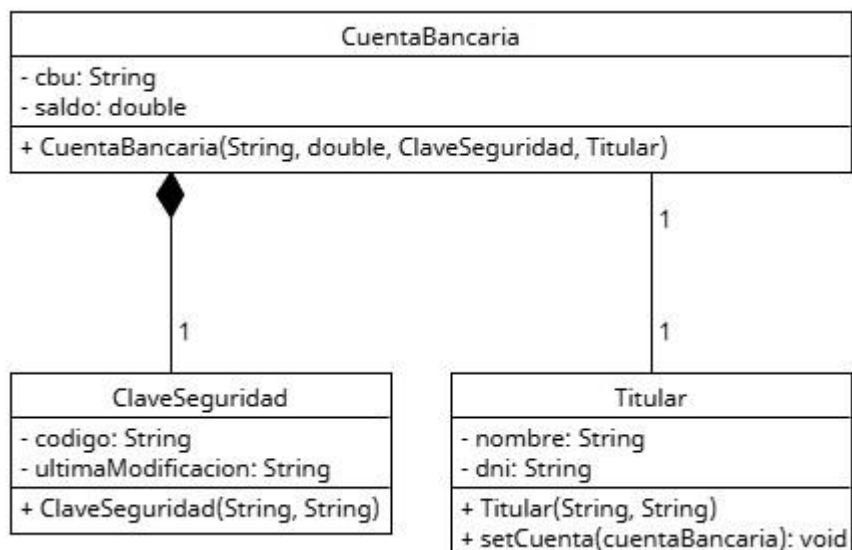 CuentaBancaria
- cbu: String
- saldo: double
+ CuentaBancaria(String, double, ClaveSeguridad, Titular)
1
1
1
ClaveSeguridad
- codigo: String
- ultimaModificacion: String
+ ClaveSeguridad(String, String)
Titular
- nombre: String
- dni: String
+ Titular(String, String)
+ setCuenta(cuentaBancaria): void